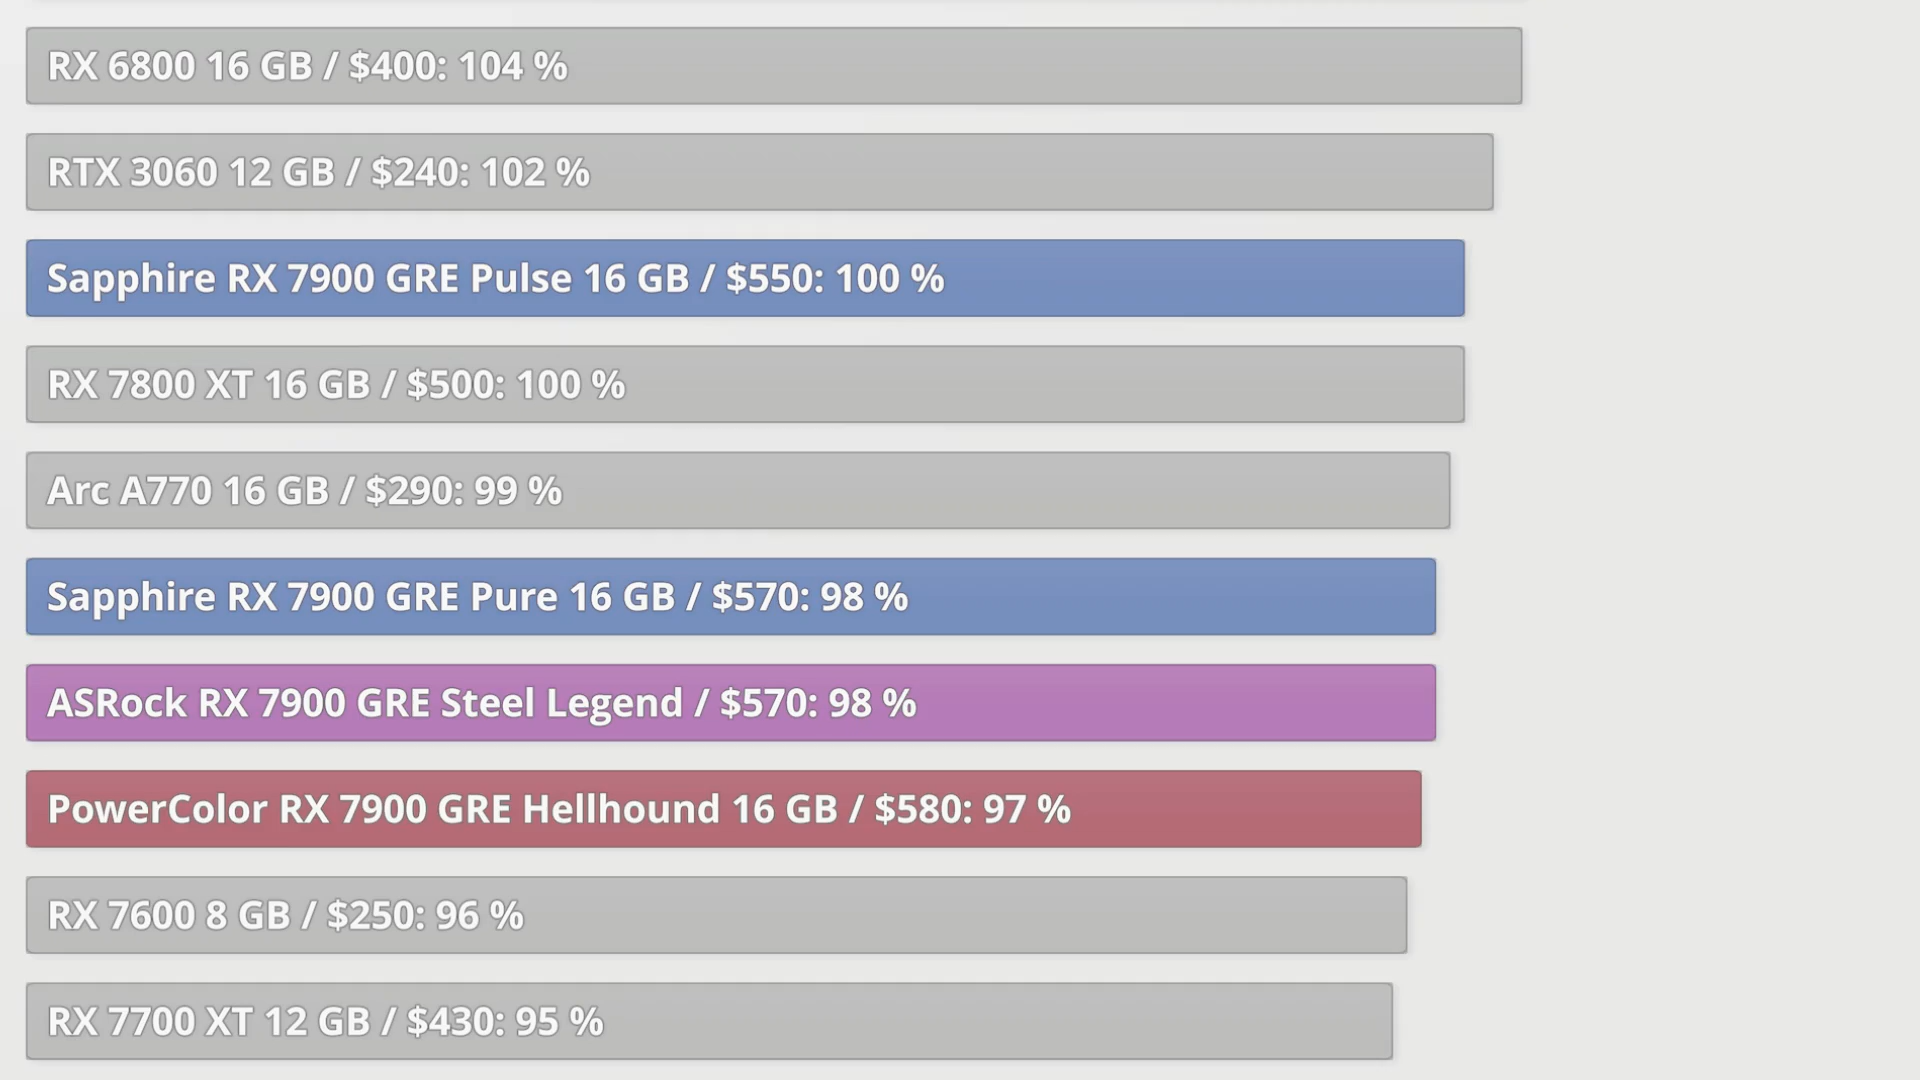 RX 6800 16 GB / $400: 104 %
RTX 3060 12 GB / $240: 102 %
Sapphire RX 7900 GRE Pulse 16 GB / $550: 100 %
RX 7800 XT 16 GB / $500: 100 %
Arc A770 16 GB / $290: 99 %
Sapphire RX 7900 GRE Pure 16 GB / $570: 98 %
ASRock RX 7900 GRE Steel Legend / $570: 98 %
PowerColor RX 7900 GRE Hellhound 16 GB / $580: 97 %
RX 7600 8 GB / $250: 96 %
RX 7700 XT 12 GB / $430: 95 %